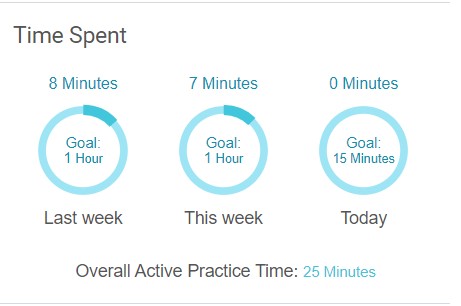 Time Spent
8 Minutes
7 Minutes
0 Minutes
Goal:
1 Hour
Goal:
1 Hour
Goal:
15 Minutes
Last week
This week
Today
Overall Active Practice Time: 25 Minutes